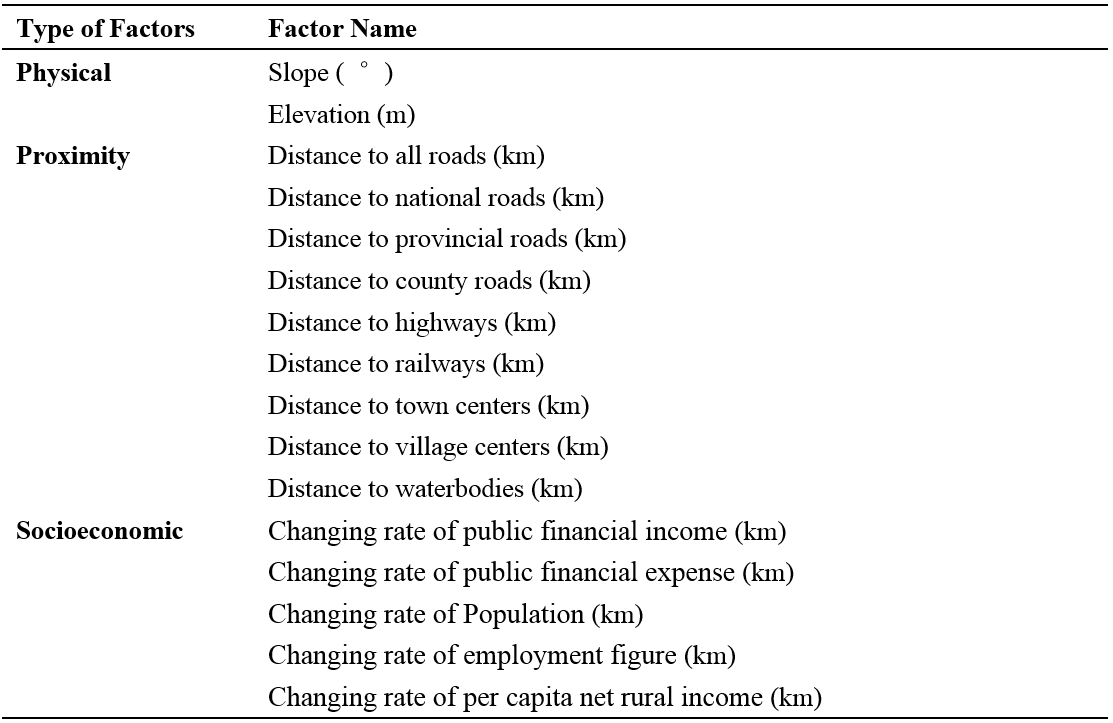 Type of Factors Factor Name
Physical Slope ( ° )
Elevation (m)
Proximity Distance to all roads (km)
Distance to national roads (km)
Distance to provincial roads (km)
Distance to county roads (km)
Distance to highways (km)
Distance to railways (km)
Distance to town centers (km)
Distance to village centers (km)
Distance to waterbodies (km)
Socioeconomic Changing rate of public financial income (km)
Changing rate of public financial expense (km)
Changing rate of Population (km)
Changing rate of employment figure (km)
Changing rate of per capita net rural income (km)